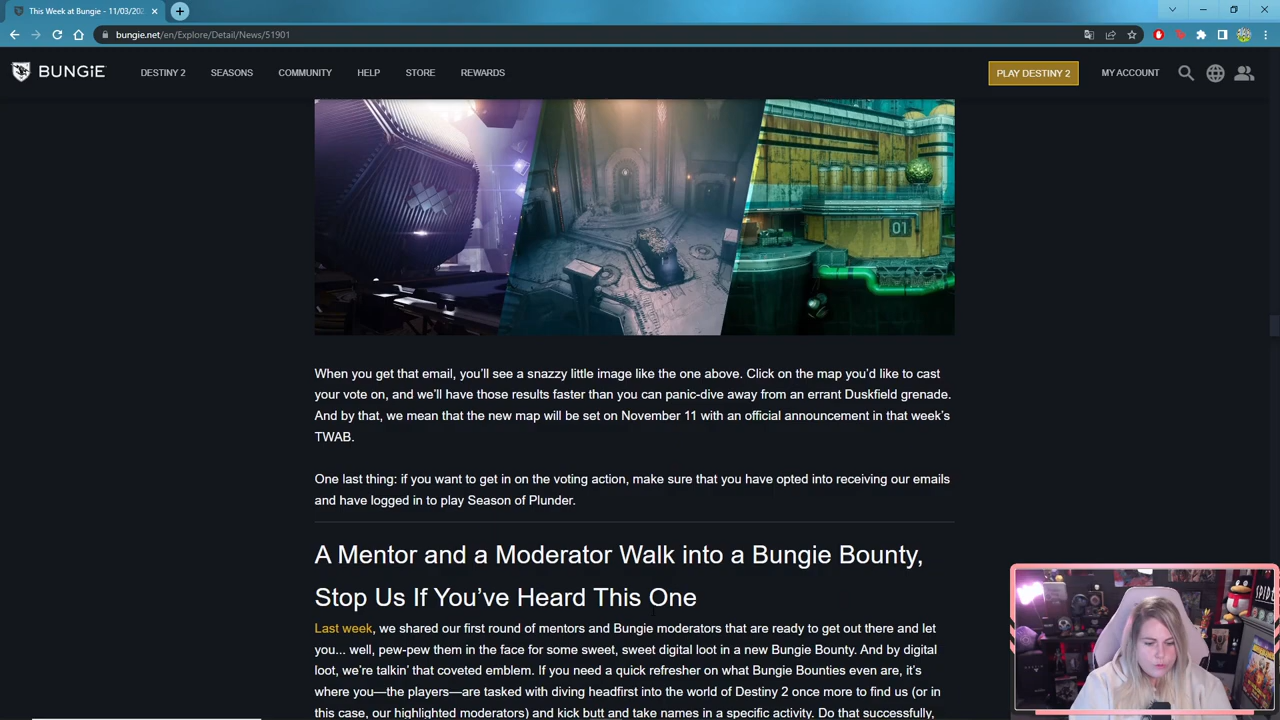 This Week at Bungie - 11/03/202
bungie.net/en/Explore/Detail/News/51901
BUNGiE
DESTINY 2
SEASONS
COMMUNITY
HELP
STORE
REWARDS
PLAY DESTINY 2
MY ACCOUNT
01
When you get that email, you’ll see a snazzy little image like the one above. Click on the map you’d like to cast
your vote on, and we’ll have those results faster than you can panic-dive away from an errant Duskfield grenade.
And by that, we mean that the new map will be set on November 11 with an official announcement in that week’s
TWAB.
One last thing: if you want to get in on the voting action, make sure that you have opted into receiving our emails
and have logged in to play Season of Plunder.
A Mentor and a Moderator Walk into a Bungie Bounty,
Stop Us If You’ve Heard This One
Last week, we shared our first round of mentors and Bungie moderators that are ready to get out there and let
you... well, pew-pew them in the face for some sweet, sweet digital loot in a new Bungie Bounty. And by digital
loot, we’re talkin’ that coveted emblem. If you need a quick refresher on what Bungie Bounties even are, it’s
where you—the players—are tasked with diving headfirst into the world of Destiny 2 once more to find us (or in
this case, our highlighted moderators) and kick butt and take names in a specific activity. Do that successfully,